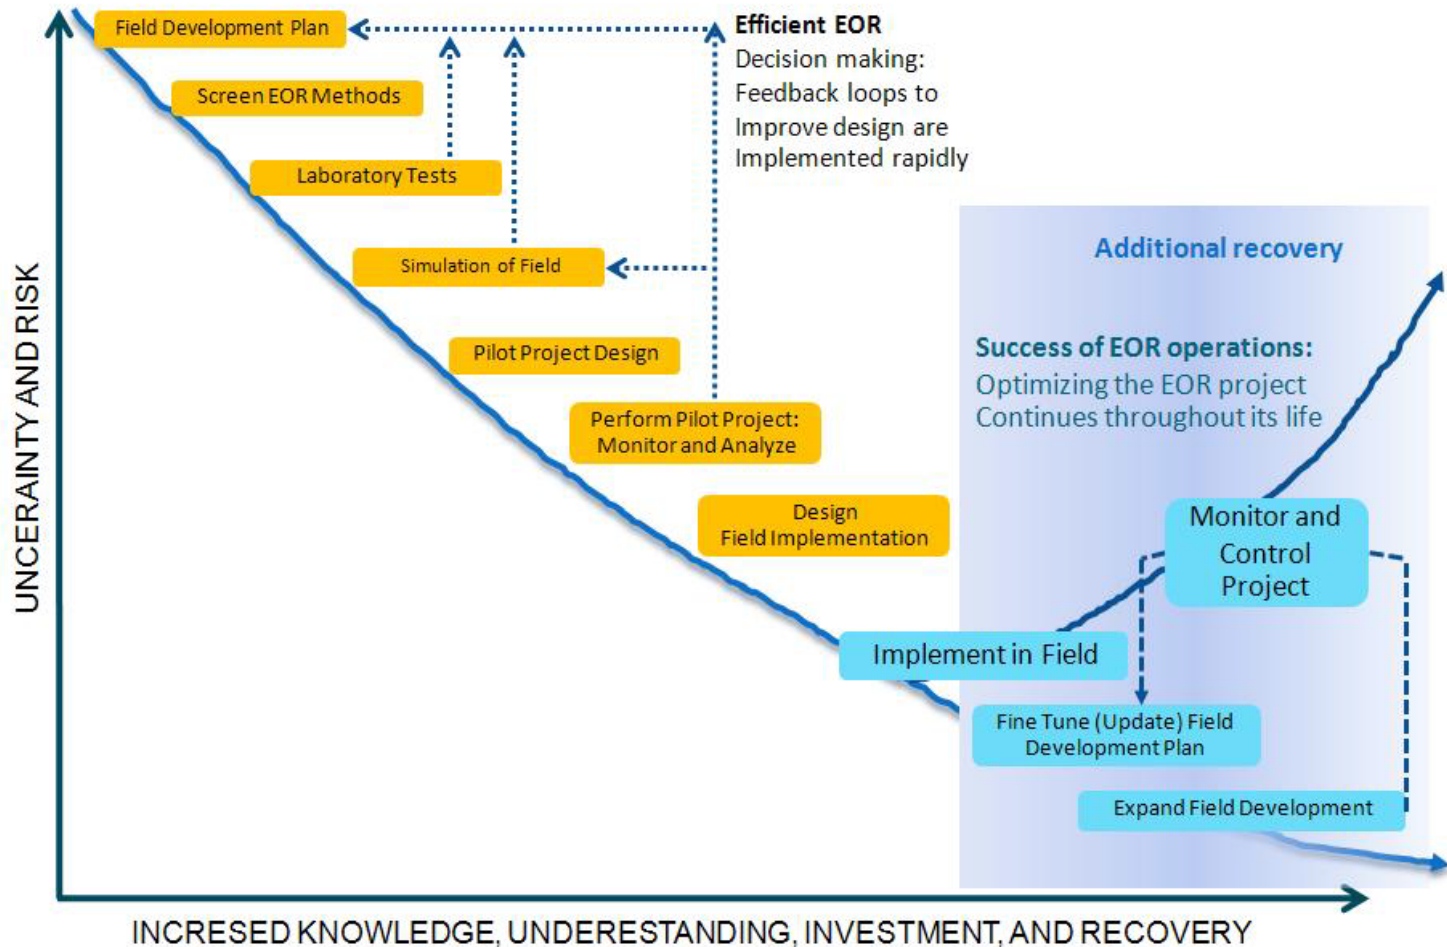 Field Development Plan
Efficient EOR
Decision making:
Feedback loops to
Improve design are
Implemented rapidly
Screen EOR Methods
Laboratory Tests
Simulation of Field
Pilot Project Design
Perform Pilot Project:
Monitor and Analyze
Design
Field Implementation
Additional recovery
Success of EOR operations:
Optimizing the EOR project
Continues throughout its life
Monitor and
Control
Project
Implement in Field
Fine Tune (Update) Field
Development Plan
Expand Field Development
UNCERAINTY AND RISK
INCRESED KNOWLEDGE, UNDERESTANDING, INVESTMENT, AND RECOVERY